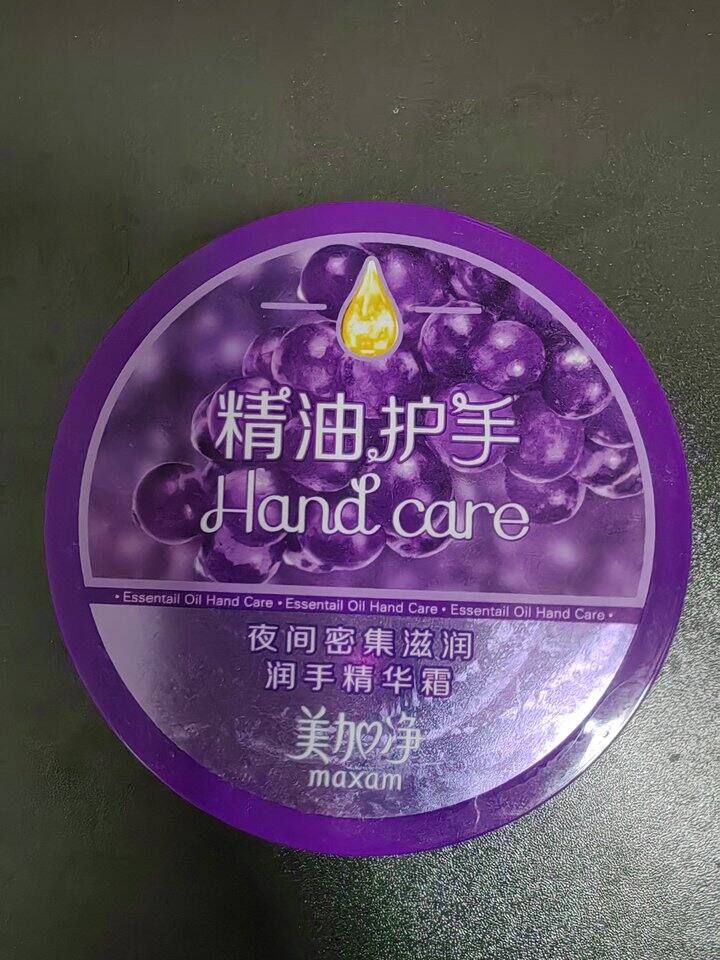 精油护手
Hand care
• Essentail Oil Hand Care • Essentail Oil Hand Care • Essentail Oil Hand Care •
夜间密集滋润
润手精华霜
美加净
maxam